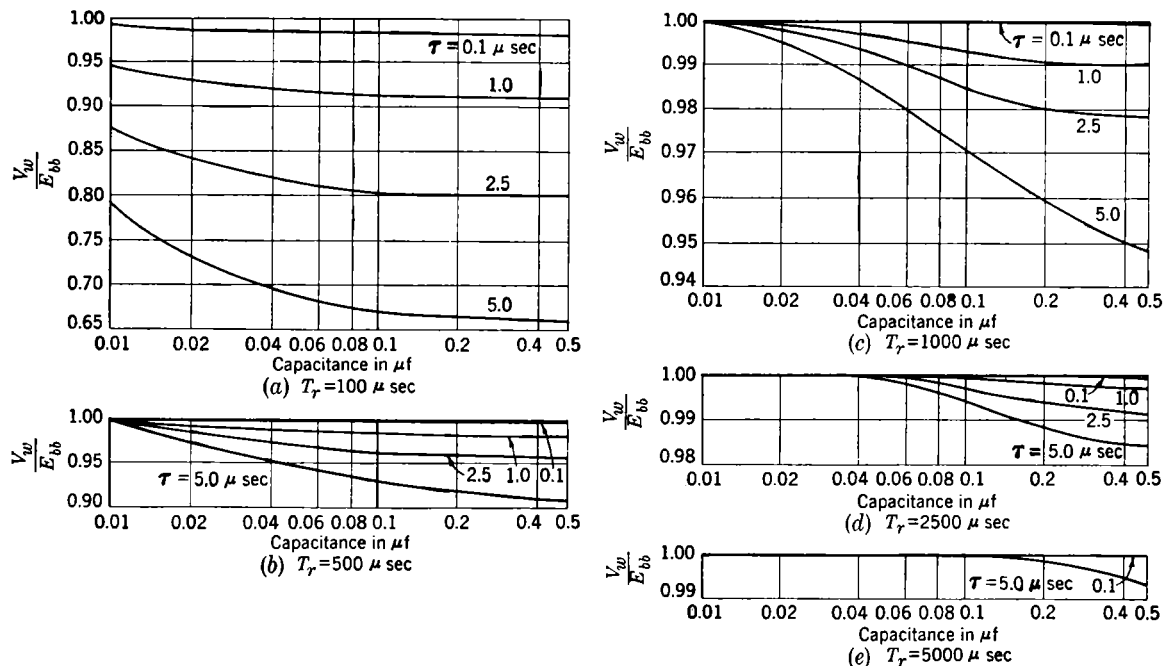 1.00
0.95
0.90
0.85
0.80
0.75
0.70
0.65
V_w
E_bb
τ = 0.1 μ sec
1.0
2.5
5.0
0.01 0.02 0.04 0.06 0.08 0.1 0.2 0.4 0.5
Capacitance in μf
(a) T_r=100 μ sec
1.00
0.95
0.90
V_w
E_bb
τ = 5.0 μ sec
2.5
1.0
0.1
0.01 0.02 0.04 0.06 0.08 0.1 0.2 0.4 0.5
Capacitance in μf
(b) T_r=500 μ sec
1.00
0.99
0.98
0.97
0.96
0.95
0.94
V_w
E_bb
τ = 0.1 μ sec
1.0
2.5
5.0
0.01 0.02 0.04 0.06 0.08 0.1 0.2 0.4 0.5
Capacitance in μf
(c) T_r=1000 μ sec
1.00
0.99
0.98
V_w
E_bb
0.1
1.0
2.5
τ = 5.0 μ sec
0.01 0.02 0.04 0.06 0.08 0.1 0.2 0.4 0.5
Capacitance in μf
(d) T_r=2500 μ sec
1.00
0.99
V_w
E_bb
τ = 5.0 μ sec
0.1
0.01 0.02 0.04 0.06 0.08 0.1 0.2 0.4 0.5
Capacitance in μf
(e) T_r=5000 μ sec